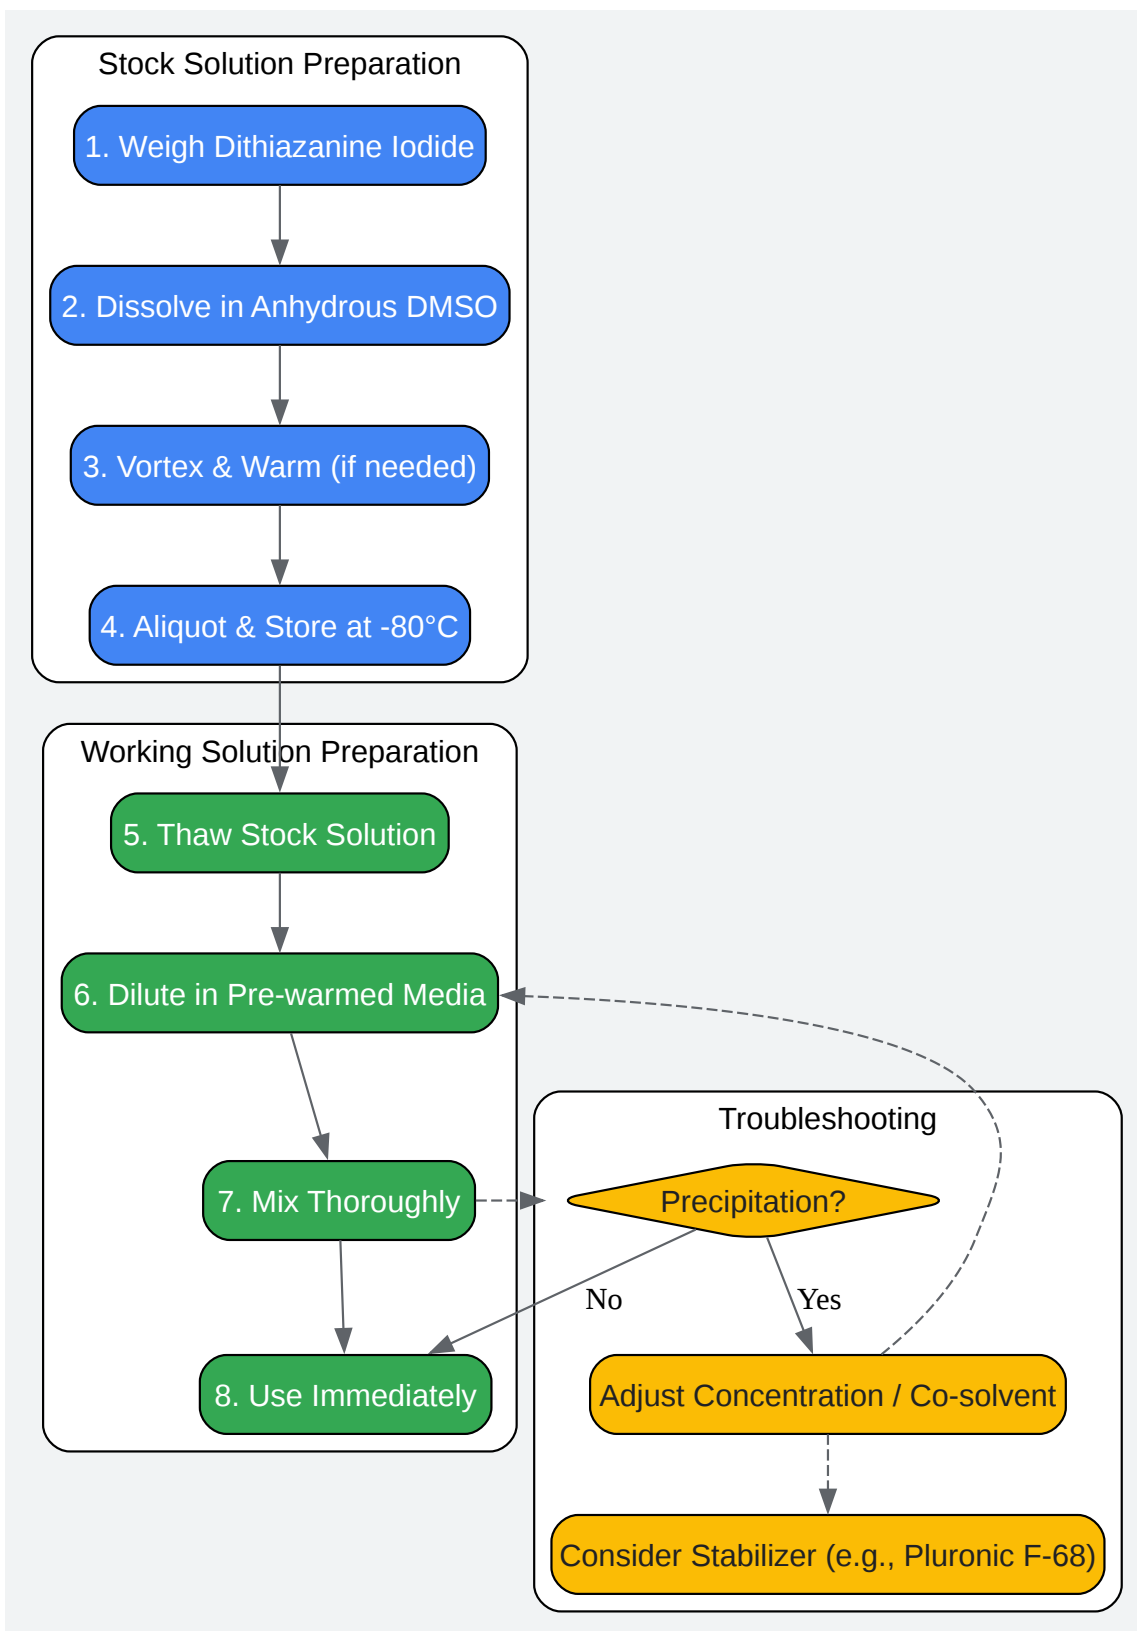 Stock Solution Preparation
1. Weigh Dithiazanine Iodide
2. Dissolve in Anhydrous DMSO
3. Vortex & Warm (if needed)
4. Aliquot & Store at -80°C
Working Solution Preparation
5. Thaw Stock Solution
6. Dilute in Pre-warmed Media
7. Mix Thoroughly
8. Use Immediately
Troubleshooting
Precipitation?
No
Yes
Adjust Concentration / Co-solvent
Consider Stabilizer (e.g., Pluronic F-68)